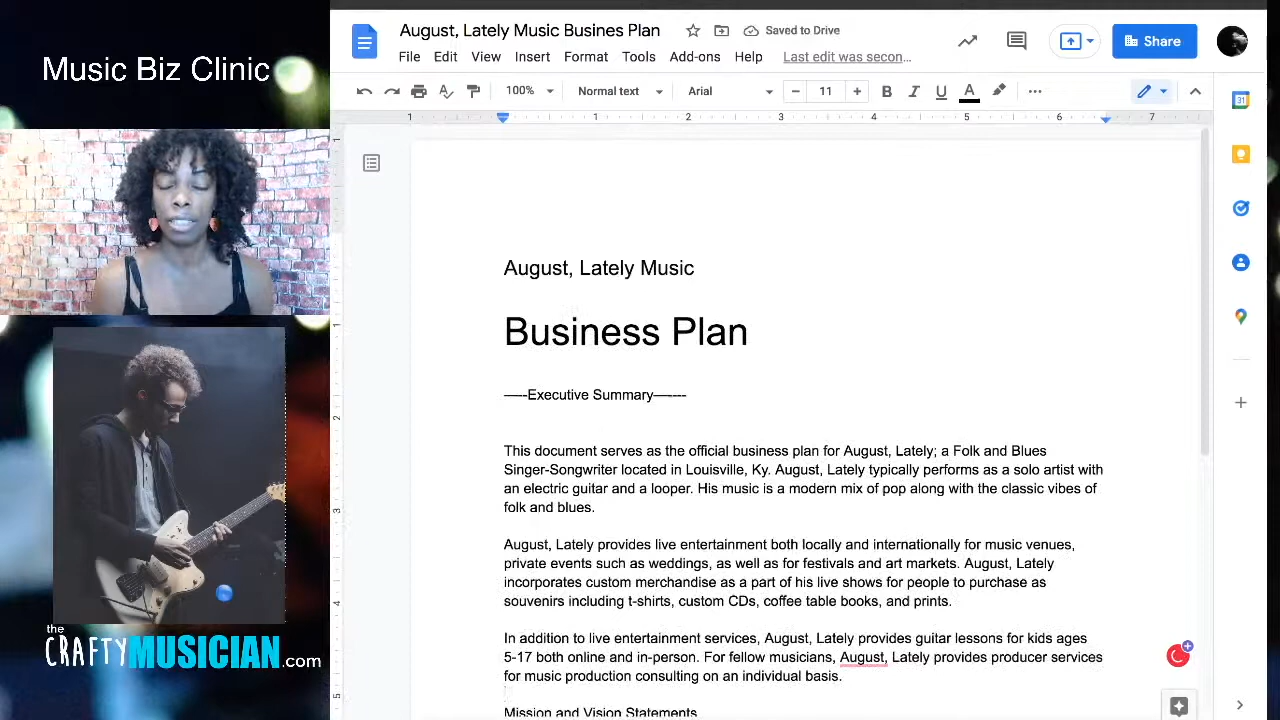 Music Biz Clinic
the
CRAFTY MUSICIAN.com
August, Lately Music Busines Plan
Saved to Drive
File Edit View Insert Format Tools Add-ons Help Last edit was secon...
Share
100% Normal text Arial 11 B I U A
1 1 2 3 4 5 6 7
31
August, Lately Music
Business Plan
—--Executive Summary—----
This document serves as the official business plan for August, Lately; a Folk and Blues
Singer-Songwriter located in Louisville, Ky. August, Lately typically performs as a solo artist with
an electric guitar and a looper. His music is a modern mix of pop along with the classic vibes of
folk and blues.
August, Lately provides live entertainment both locally and internationally for music venues,
private events such as weddings, as well as for festivals and art markets. August, Lately
incorporates custom merchandise as a part of his live shows for people to purchase as
souvenirs including t-shirts, custom CDs, coffee table books, and prints.
In addition to live entertainment services, August, Lately provides guitar lessons for kids ages
5-17 both online and in-person. For fellow musicians, August, Lately provides producer services
for music production consulting on an individual basis.
Mission and Vision Statements